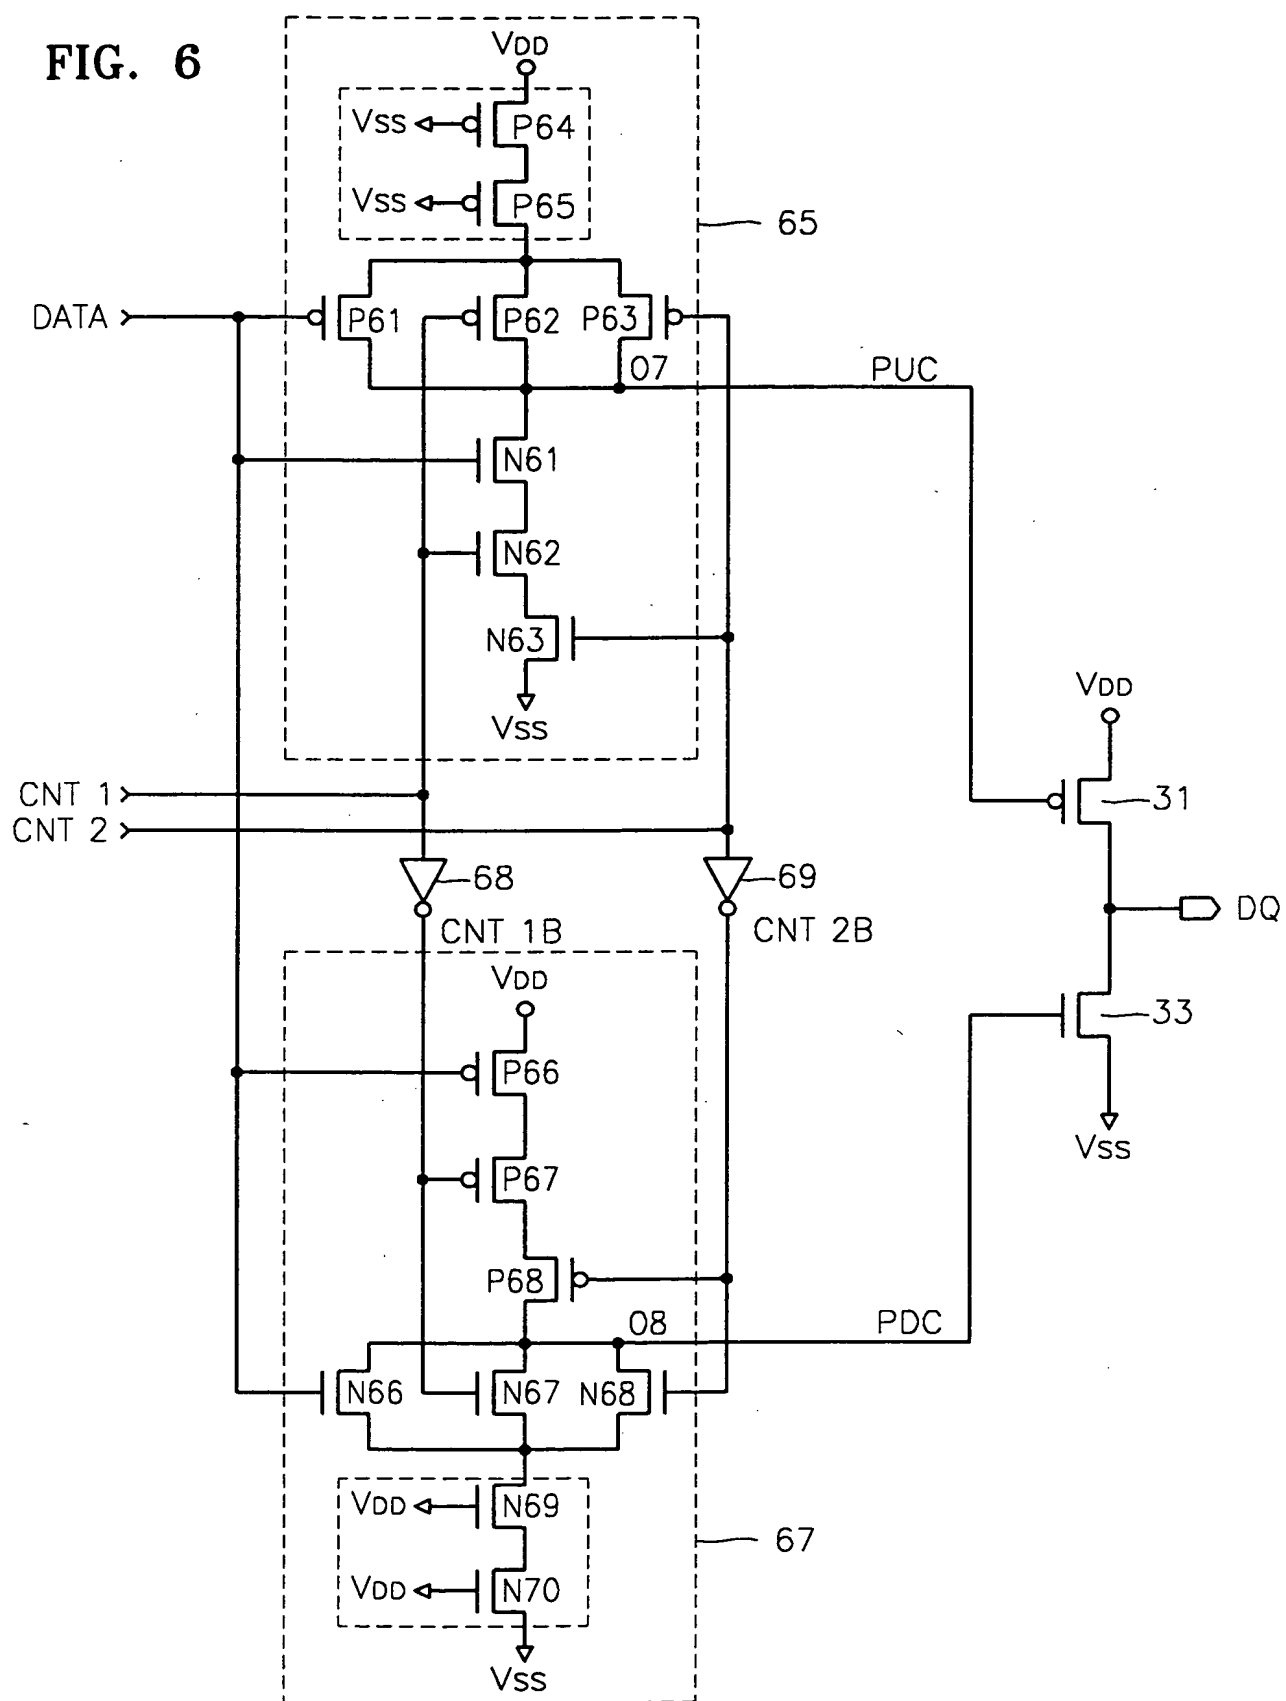 FIG. 6
VDD
VSS
P64
VSS
P65
65
DATA
P61
P62
P63
O7
PUC
N61
N62
N63
VSS
VDD
CNT 1
31
CNT 2
68
69
DQ
CNT 1B
CNT 2B
VDD
33
P66
VSS
P67
P68
O8
PDC
N66
N67
N68
VDD
N69
67
VDD
N70
VSS